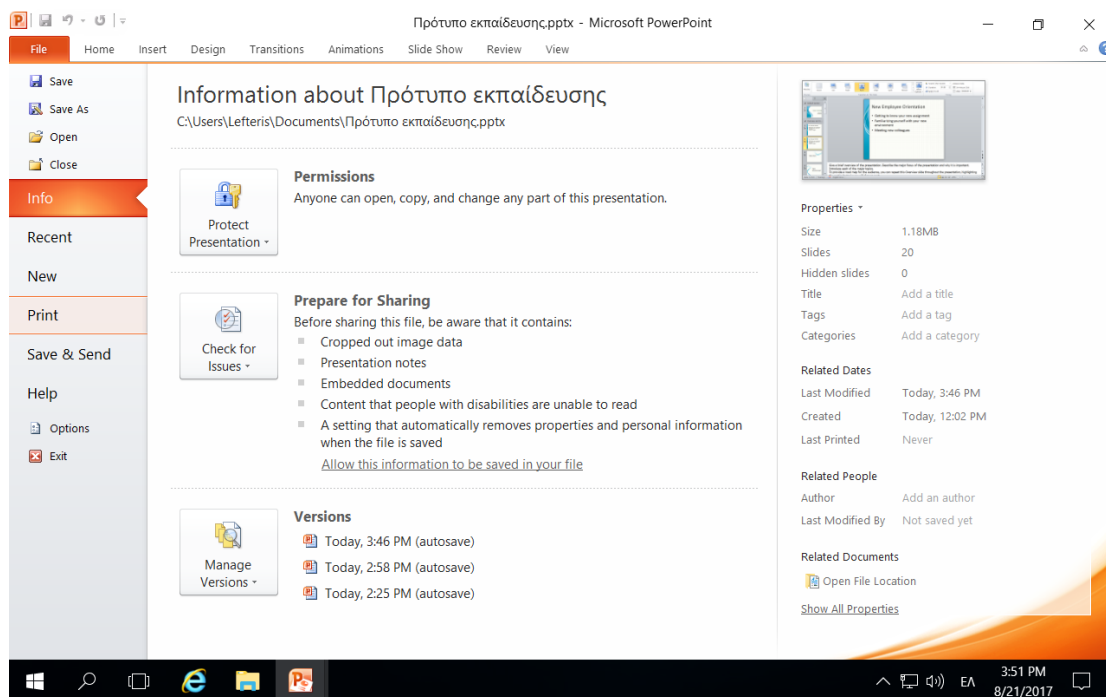 Πρότυπο εκπαίδευσης.pptx - Microsoft PowerPoint
File Home Insert Design Transitions Animations Slide Show Review View
Save
Save As
Open
Close
Info
Recent
New
Print
Save & Send
Help
Options
Exit
Information about Πρότυπο εκπαίδευσης
C:\Users\Lefteris\Documents\Πρότυπο εκπαίδευσης.pptx
Protect
Presentation
Permissions
Anyone can open, copy, and change any part of this presentation.
Check for
Issues
Prepare for Sharing
Before sharing this file, be aware that it contains:
Cropped out image data
Presentation notes
Embedded documents
Content that people with disabilities are unable to read
A setting that automatically removes properties and personal information
when the file is saved
Allow this information to be saved in your file
Manage
Versions
Versions
Today, 3:46 PM (autosave)
Today, 2:58 PM (autosave)
Today, 2:25 PM (autosave)
New Employee Orientation
Properties
Size 1.18MB
Slides 20
Hidden slides 0
Title Add a title
Tags Add a tag
Categories Add a category
Related Dates
Last Modified Today, 3:46 PM
Created Today, 12:02 PM
Last Printed Never
Related People
Author Add an author
Last Modified By Not saved yet
Related Documents
Open File Location
Show All Properties
ΕΛ
3:51 PM
8/21/2017